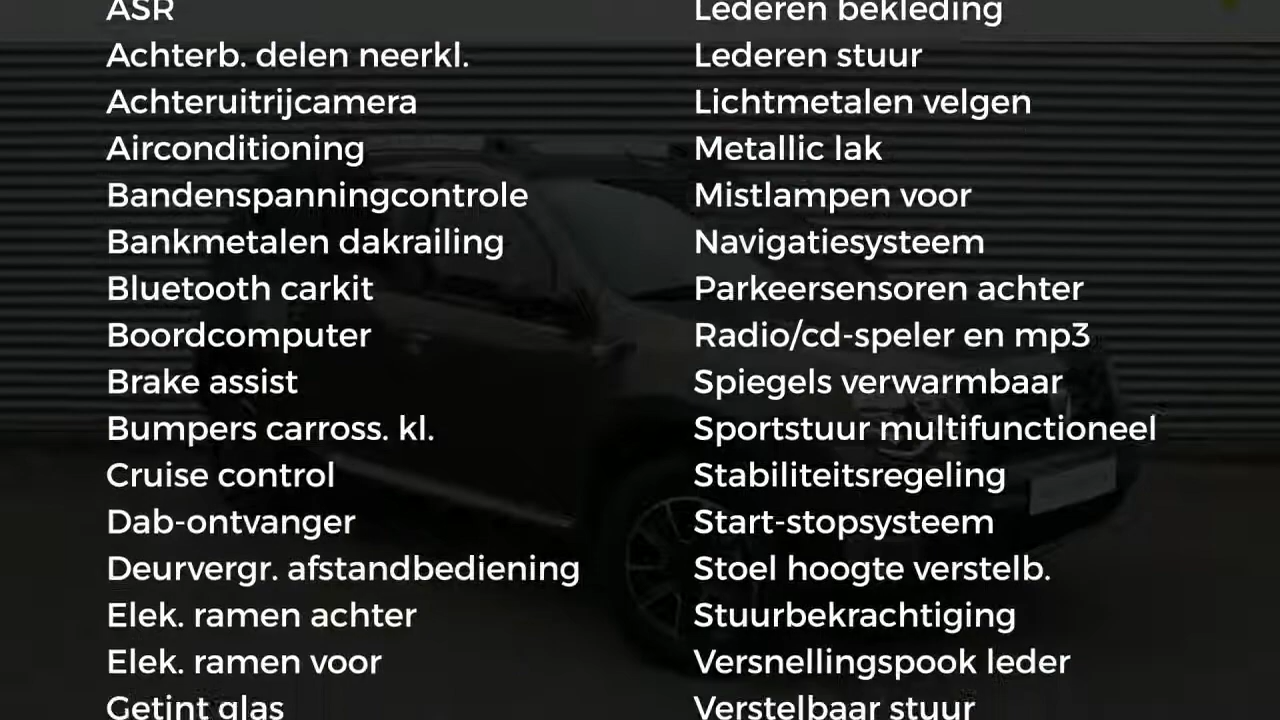 ASR
Achterb. delen neerkl.
Achteruitrijcamera
Airconditioning
Bandenspanningcontrole
Bankmetalen dakrailing
Bluetooth carkit
Boordcomputer
Brake assist
Bumpers carross. kl.
Cruise control
Dab-ontvanger
Deurvergr. afstandbediening
Elek. ramen achter
Elek. ramen voor
Getint glas
Lederen bekleding
Lederen stuur
Lichtmetalen velgen
Metallic lak
Mistlampen voor
Navigatiesysteem
Parkeersensoren achter
Radio/cd-speler en mp3
Spiegels verwarmbaar
Sportstuur multifunctioneel
Stabiliteitsregeling
Start-stopsysteem
Stoel hoogte verstelb.
Stuurbekrachtiging
Versnellingspook leder
Verstelbaar stuur